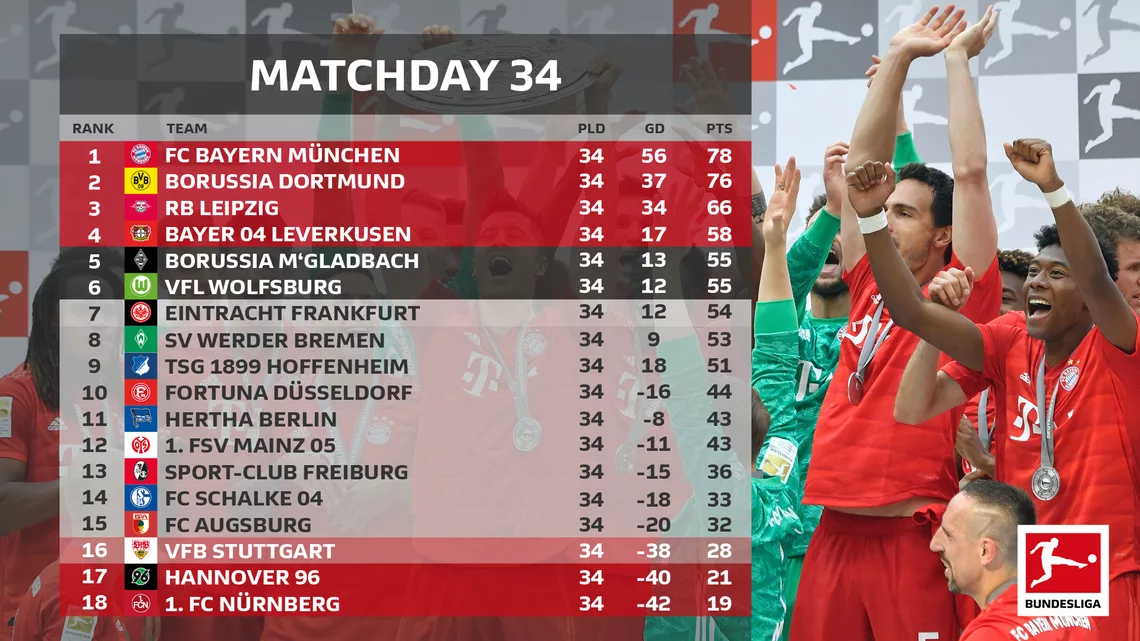 MATCHDAY 34
RANK TEAM PLD GD PTS
1 FC BAYERN MÜNCHEN 34 56 78
2 BORUSSIA DORTMUND 34 37 76
3 RB LEIPZIG 34 34 66
4 BAYER 04 LEVERKUSEN 34 17 58
5 BORUSSIA M‘GLADBACH 34 13 55
6 VFL WOLFSBURG 34 12 55
7 EINTRACHT FRANKFURT 34 12 54
8 SV WERDER BREMEN 34 9 53
9 TSG 1899 HOFFENHEIM 34 18 51
10 FORTUNA DÜSSELDORF 34 -16 44
11 HERTHA BERLIN 34 -8 43
12 1. FSV MAINZ 05 34 -11 43
13 SPORT-CLUB FREIBURG 34 -15 36
14 FC SCHALKE 04 34 -18 33
15 FC AUGSBURG 34 -20 32
16 VFB STUTTGART 34 -38 28
17 HANNOVER 96 34 -40 21
18 1. FC NÜRNBERG 34 -42 19
BUNDESLIGA
FC BAYERN MÜNCHEN